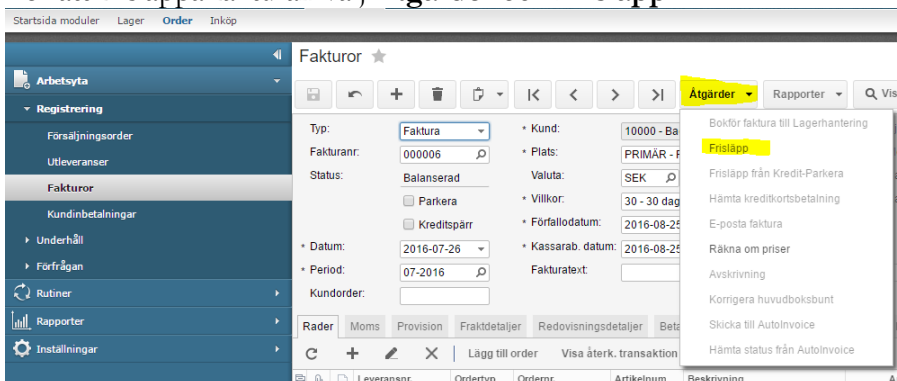 Startsida moduler Lager Order Inköp
Fakturor
Arbetsyta
Registrering
Försäljningsorder
Utleveranser
Fakturor
Kundinbetalningar
Underhåll
Förfrågan
Rutiner
Rapporter
Inställningar
Åtgärder Rapporter Vis
Typ: Faktura * Kund: 10000 - Ba
Fakturanr: 000006 * Plats: PRIMÄR - F
Status: Balanserad Valuta: SEK
Parkera * Villkor: 30 - 30 dag
Kreditspärr * Förfallodatum: 2016-08-25
* Datum: 2016-07-26 * Kassarab. datum: 2016-08-25
* Period: 07-2016 Fakturatext:
Kundorder:
Bokför faktura till Lagerhantering
Frisläpp
Frisläpp från Kredit-Parkera
Hämta kreditkortsbetalning
E-posta faktura
Räkna om priser
Avskrivning
Korrigera huvudboksbunt
Skicka till AutoInvoice
Hämta status från AutoInvoice
Rader Moms Provision Fraktdetaljer Redovisningsdetaljer Beta
Lägg till order Visa återk. transaktion
Leveransnr. Ordertyp Ordernr. Artikelnum Beskrivning